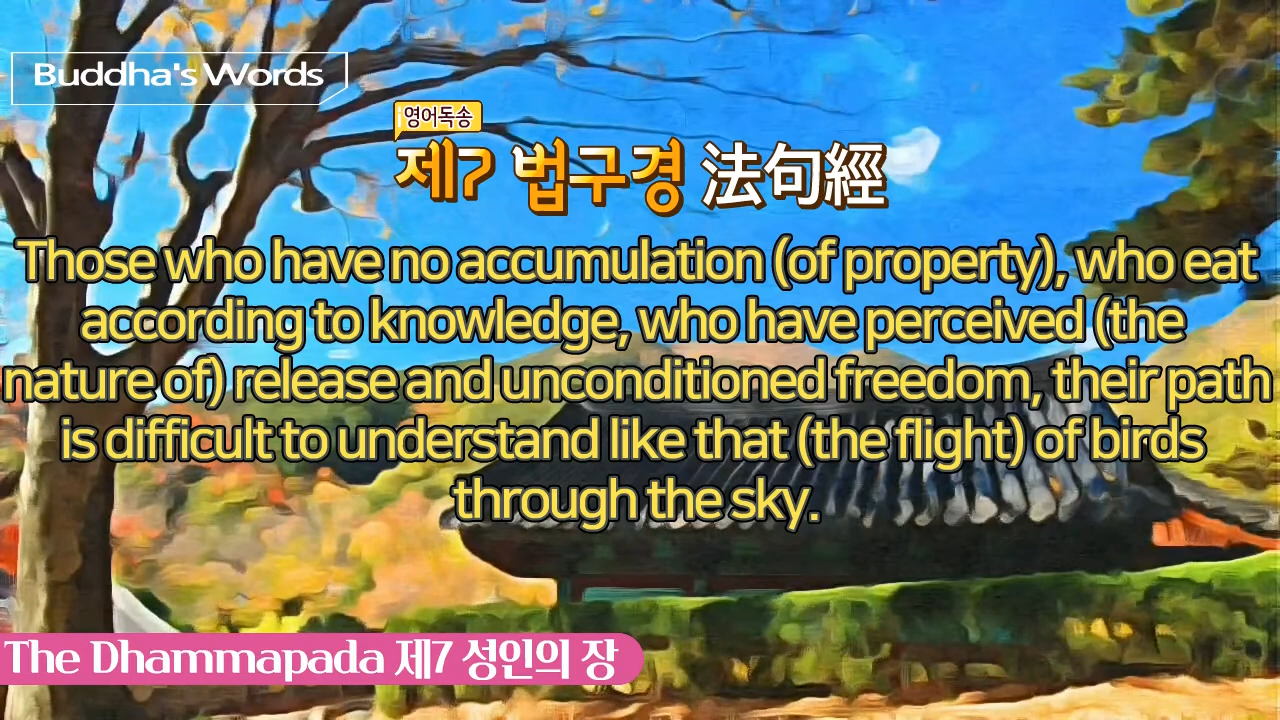 Buddha's Words
영어독송
제7 법구경 法句經
Those who have no accumulation (of property), who eat
according to knowledge, who have perceived (the
nature of) release and unconditioned freedom, their path
is difficult to understand like that (the flight) of birds
through the sky.
The Dhammapada 제7 성인의 장